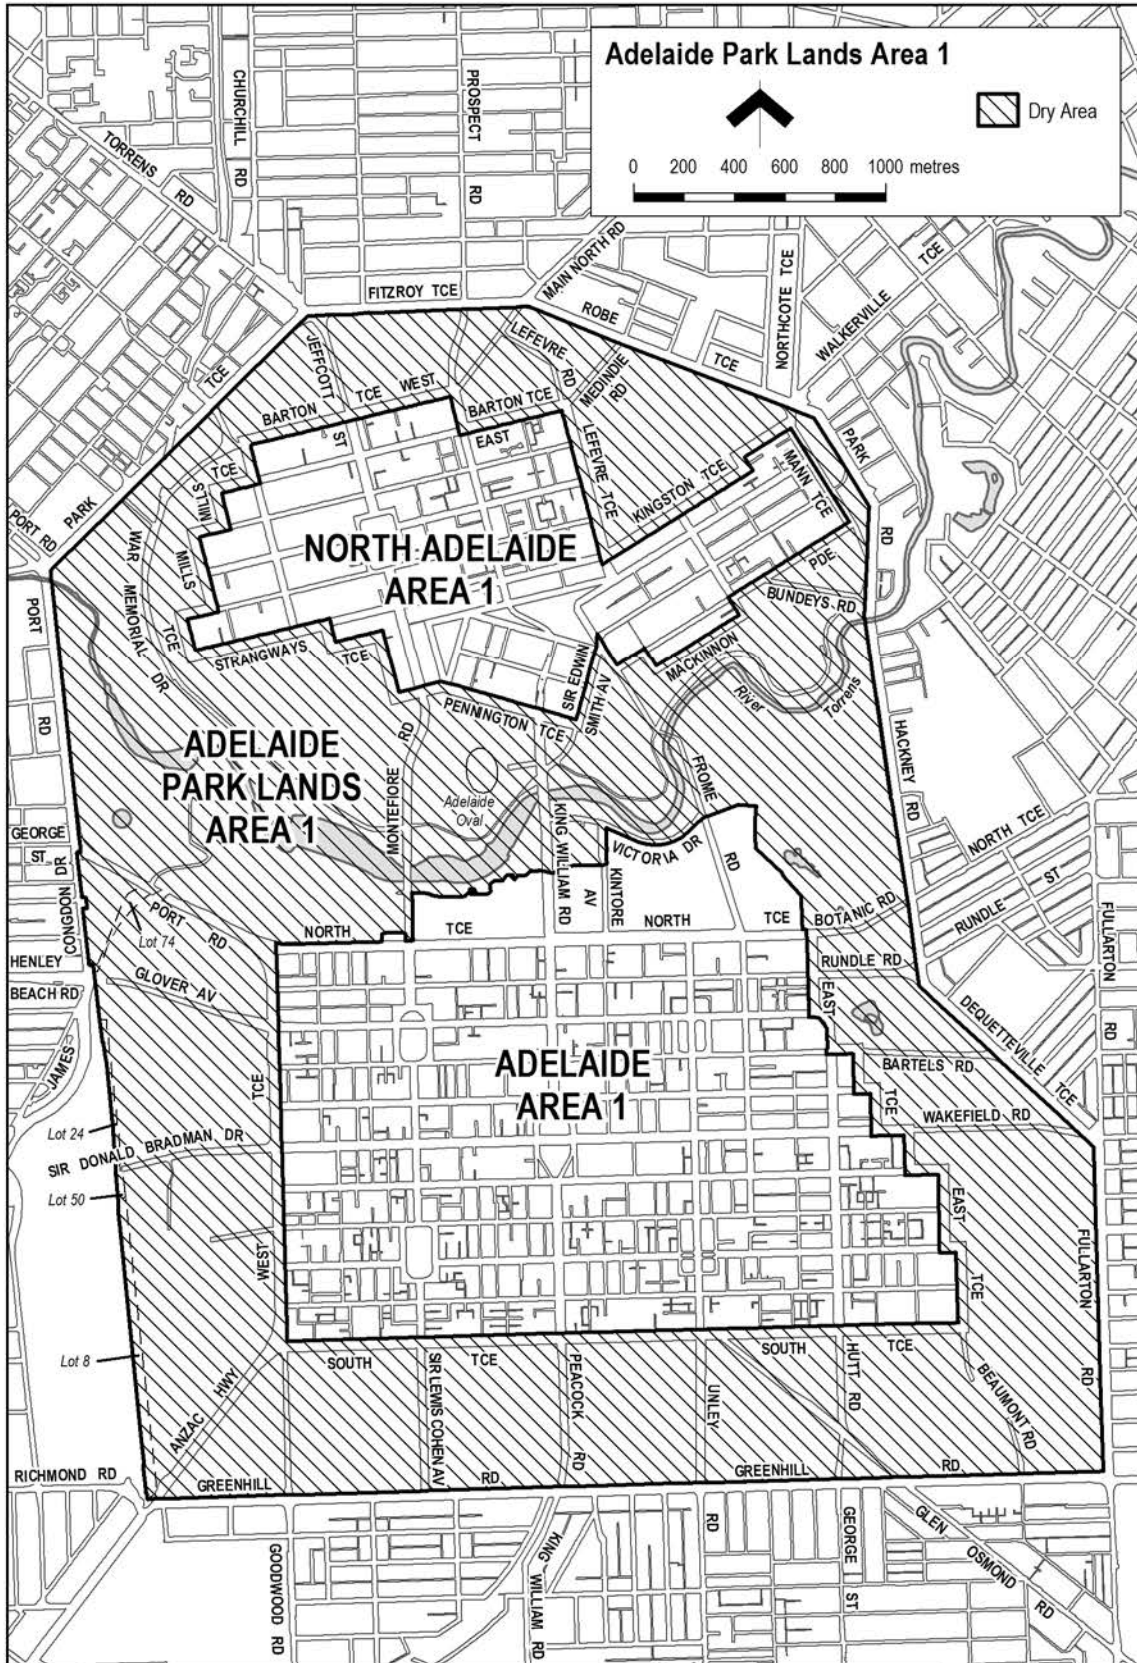 Adelaide Park Lands Area 1
Dry Area
0 200 400 600 800 1000 metres
CHURCHILL
RD
PROSPECT
RD
TORRENS
RD
MAIN NORTH RD
FITZROY TCE
ROBE
TCE
NORTHCOTE TCE
WALKERVILLE
TCE
JEFFCOTT
ST
LEFEVRE
RD
MEDINDIE
RD
TCE
BARTON
TCE
WEST
BARTON TCE
EAST
LEFEVRE TCE
KINGSTON TCE
MANN TCE
PARK
RD
PARK
PORT RD
WAR
MEMORIAL
DR
MILLS
TCE
MILLS
TCE
NORTH ADELAIDE
AREA 1
PDE
BUNDEYS RD
MACKINNON
STRANGWAYS
TCE
SIR EDWIN
SMITH AV
PENNINGTON
TCE
River
Torrens
PORT
RD
ADELAIDE
PARK LANDS
AREA 1
MONTEFIORE
RD
Adelaide
Oval
FROME
RD
HACKNEY
RD
KING WILLIAM RD
VICTORIA DR
KINTORE
AV
NORTH TCE
GEORGE
ST
DR
CONGDON
PORT
RD
Lot 74
NORTH
TCE
NORTH
TCE
BOTANIC RD
RUNDLE
ST
FULLARTON
RD
RUNDLE RD
HENLEY
BEACH RD
GLOVER AV
EAST
TCE
DEQUETTEVILLE
TCE
JAMES
TCE
ADELAIDE
AREA 1
BARTELS RD
WAKEFIELD RD
Lot 24
SIR DONALD BRADMAN DR
Lot 50
WEST
EAST
TCE
FULLARTON
RD
Lot 8
SOUTH
TCE
SOUTH
TCE
ANZAC
HWY
SIR LEWIS COHEN AV
PEACOCK
RD
UNLEY
HUTT RD
BEAUMONT RD
RICHMOND RD
GREENHILL
RD
GREENHILL
RD
GOODWOOD
RD
KING
WILLIAM
RD
RD
GEORGE
ST
GLEN
OSMOND
RD